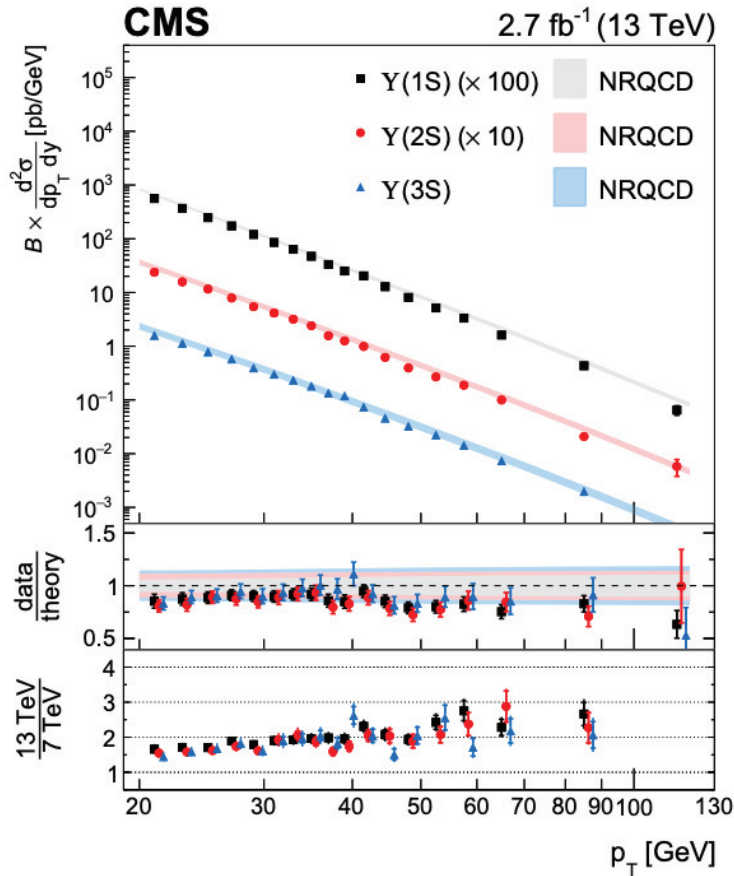 CMS 2.7 fb⁻¹ (13 TeV)
B × d²σ/dp_T dy [pb/GeV]
10⁵
10⁴
10³
10²
10
1
10⁻¹
10⁻²
10⁻³
ϒ(1S) (× 100) NRQCD
ϒ(2S) (× 10) NRQCD
ϒ(3S) NRQCD
data/theory
1.5
1
0.5
13 TeV/7 TeV
4
3
2
1
20 30 40 50 60 70 80 90 100 130
p_T [GeV]